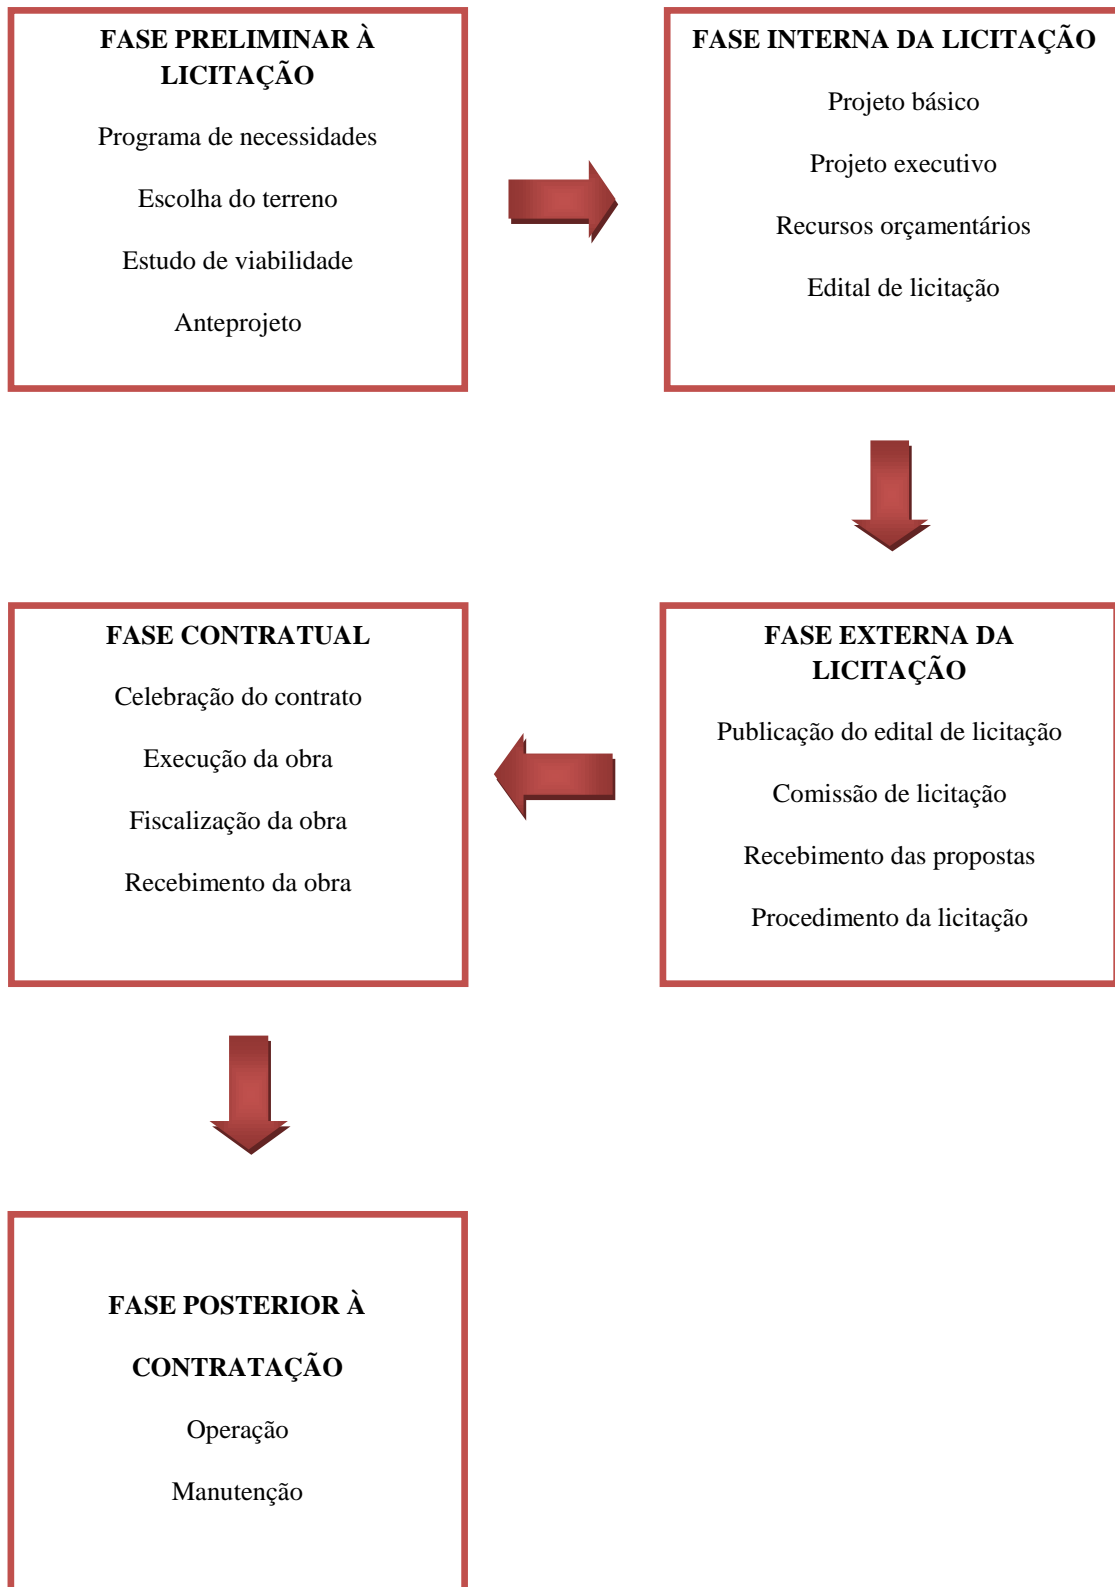 FASE PRELIMINAR À
LICITAÇÃO
Programa de necessidades
Escolha do terreno
Estudo de viabilidade
Anteprojeto
FASE INTERNA DA LICITAÇÃO
Projeto básico
Projeto executivo
Recursos orçamentários
Edital de licitação
FASE EXTERNA DA
LICITAÇÃO
Publicação do edital de licitação
Comissão de licitação
Recebimento das propostas
Procedimento da licitação
FASE CONTRATUAL
Celebração do contrato
Execução da obra
Fiscalização da obra
Recebimento da obra
FASE POSTERIOR À
CONTRATAÇÃO
Operação
Manutenção